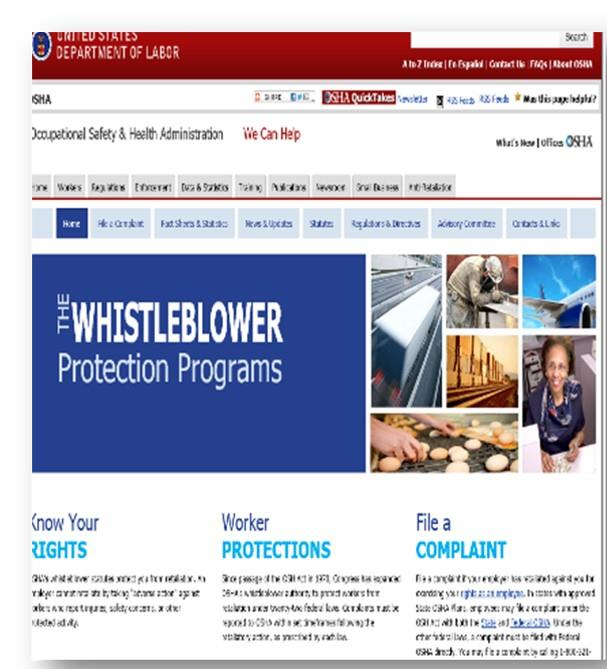 UNITED STATES
DEPARTMENT OF LABOR
Search
A to Z Index | En Español | Contact Us | FAQs | About OSHA
OSHA
SHARE
OSHA QuickTakes Newsletter RSS Feeds RSS Feeds Was this page helpful?
Occupational Safety & Health Administration We Can Help
What's New | Offices OSHA
Home Workers Regulations Enforcement Data & Statistics Training Publications Newsroom Small Business Anti-Retaliation
Home File a Complaint Fact Sheets & Statistics News & Updates Statutes Regulations & Directives Advisory Committee Contacts & Links
THE WHISTLEBLOWER
Protection Programs
Know Your
RIGHTS
OSHA's whistleblower statutes protect you from retaliation. An
employer cannot retaliate by taking "adverse action" against
workers who report injuries, safety concerns, or other
protected activity.
Worker
PROTECTIONS
Since passage of the OSH Act in 1970, Congress has expanded
OSHA's whistleblower authority to protect workers from
retaliation under twenty-two federal laws. Complaints must be
reported to OSHA within set timeframes following the
retaliatory action, as prescribed by each law.
File a
COMPLAINT
File a complaint if your employer has retaliated against you for
exercising your rights as an employee. In states with approved
State OSHA Plans, employees may file a complaint under the
OSH Act with both the State and Federal OSHA. Under the
other federal laws, a complaint must be filed with Federal
OSHA directly. You may file a complaint by calling 1-800-321-